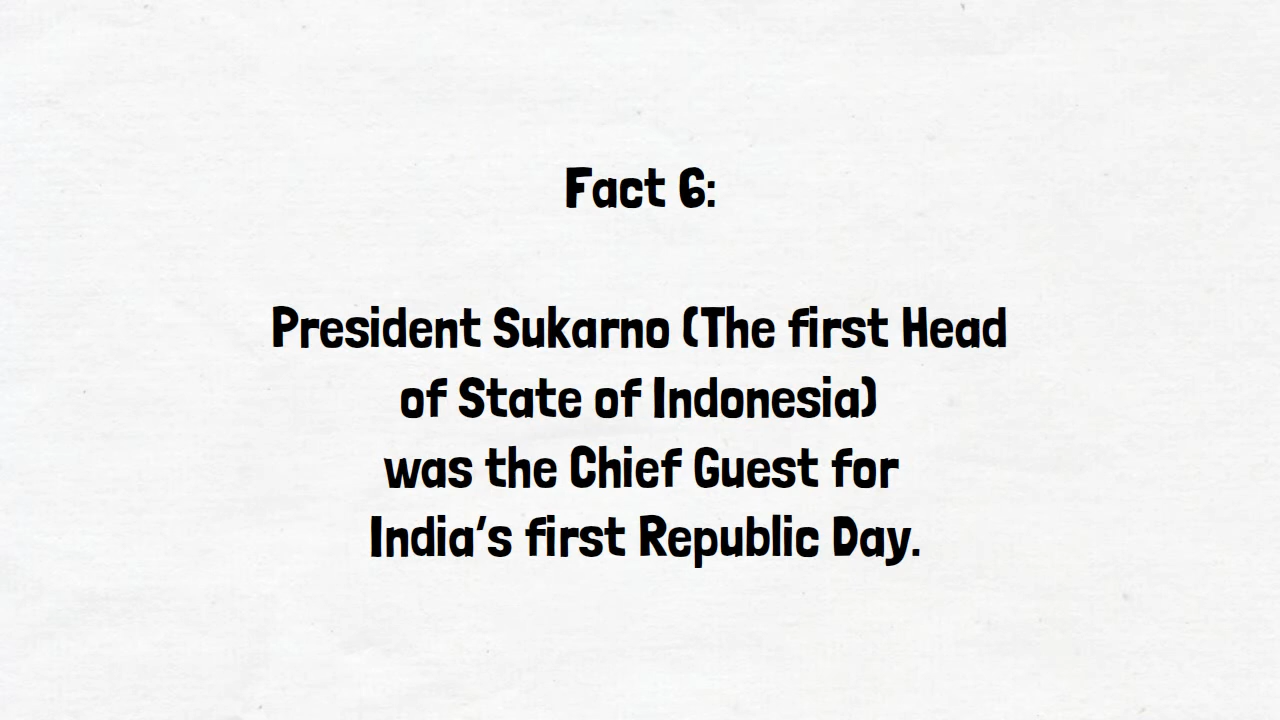 Fact 6:
President Sukarno (The first Head
of State of Indonesia)
was the Chief Guest for
India's first Republic Day.